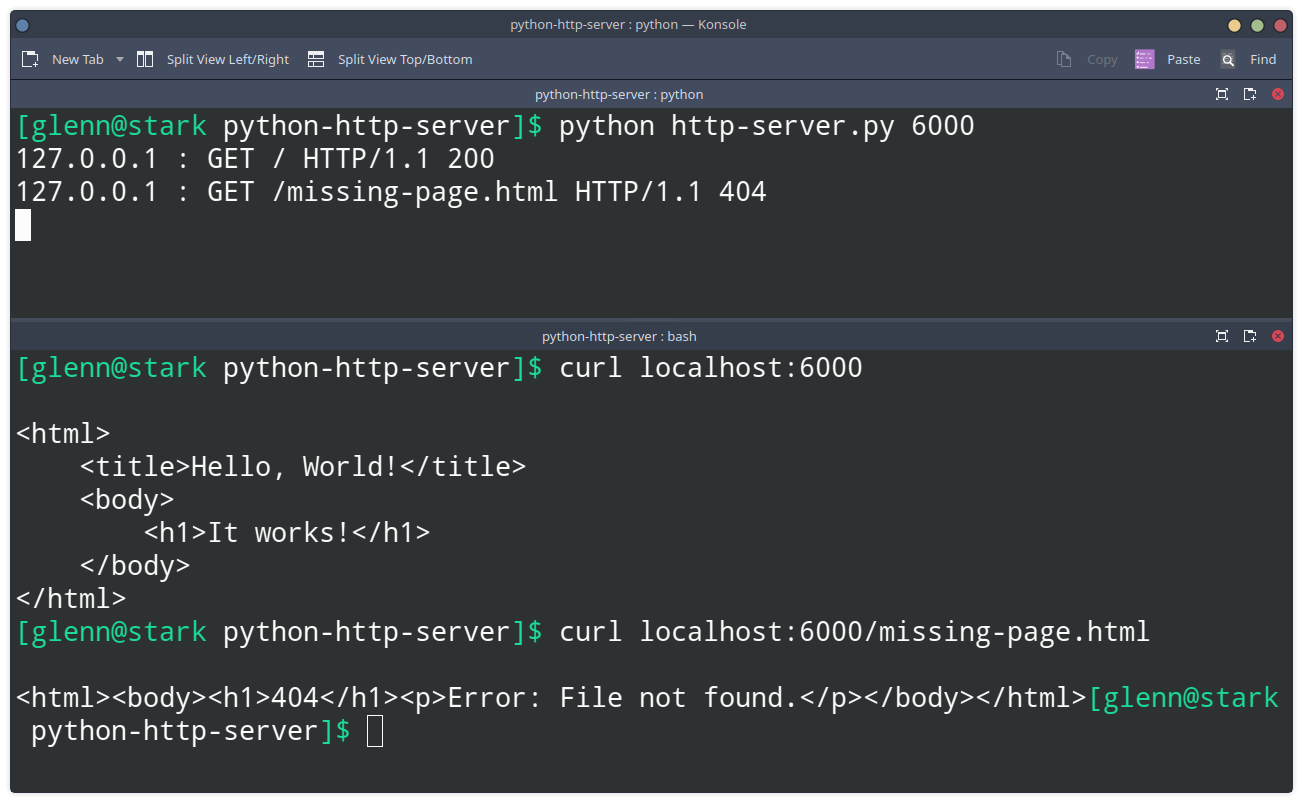 python-http-server : python — Konsole
New Tab Split View Left/Right Split View Top/Bottom Copy Paste Find
python-http-server : python
[glenn@stark python-http-server]$ python http-server.py 6000
127.0.0.1 : GET / HTTP/1.1 200
127.0.0.1 : GET /missing-page.html HTTP/1.1 404
python-http-server : bash
[glenn@stark python-http-server]$ curl localhost:6000
<html>
    <title>Hello, World!</title>
    <body>
        <h1>It works!</h1>
    </body>
</html>
[glenn@stark python-http-server]$ curl localhost:6000/missing-page.html
<html><body><h1>404</h1><p>Error: File not found.</p></body></html>[glenn@stark
 python-http-server]$